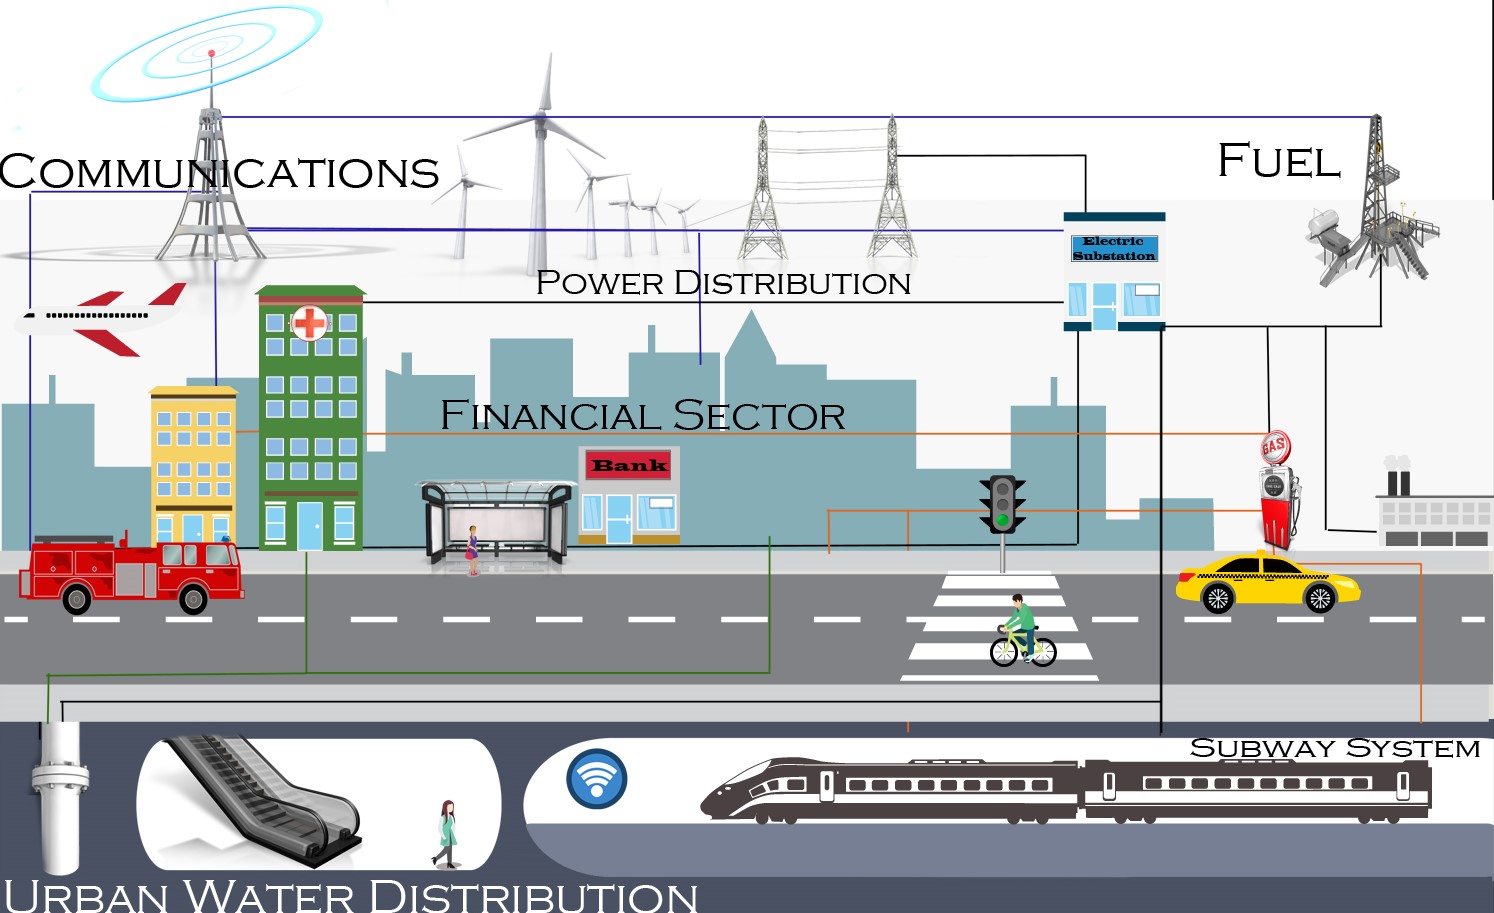 Communications
Fuel
Electric
Substation
Power Distribution
Financial Sector
Bank
GAS
Subway System
Urban Water Distribution